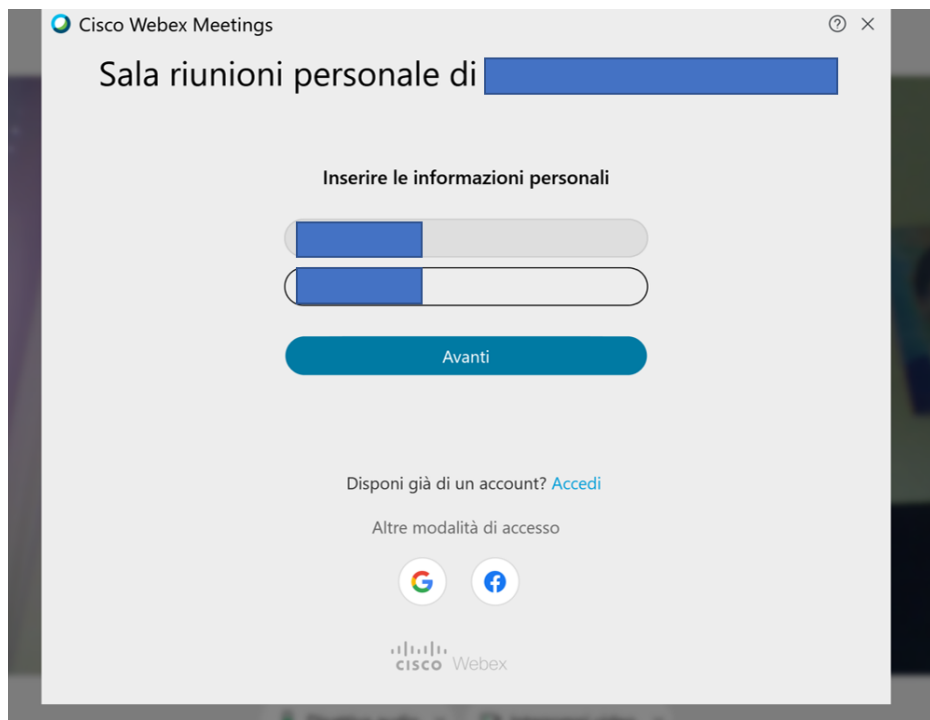 Cisco Webex Meetings
Sala riunioni personale di
Inserire le informazioni personali
Avanti
Disponi già di un account? Accedi
Altre modalità di accesso
cisco Webex